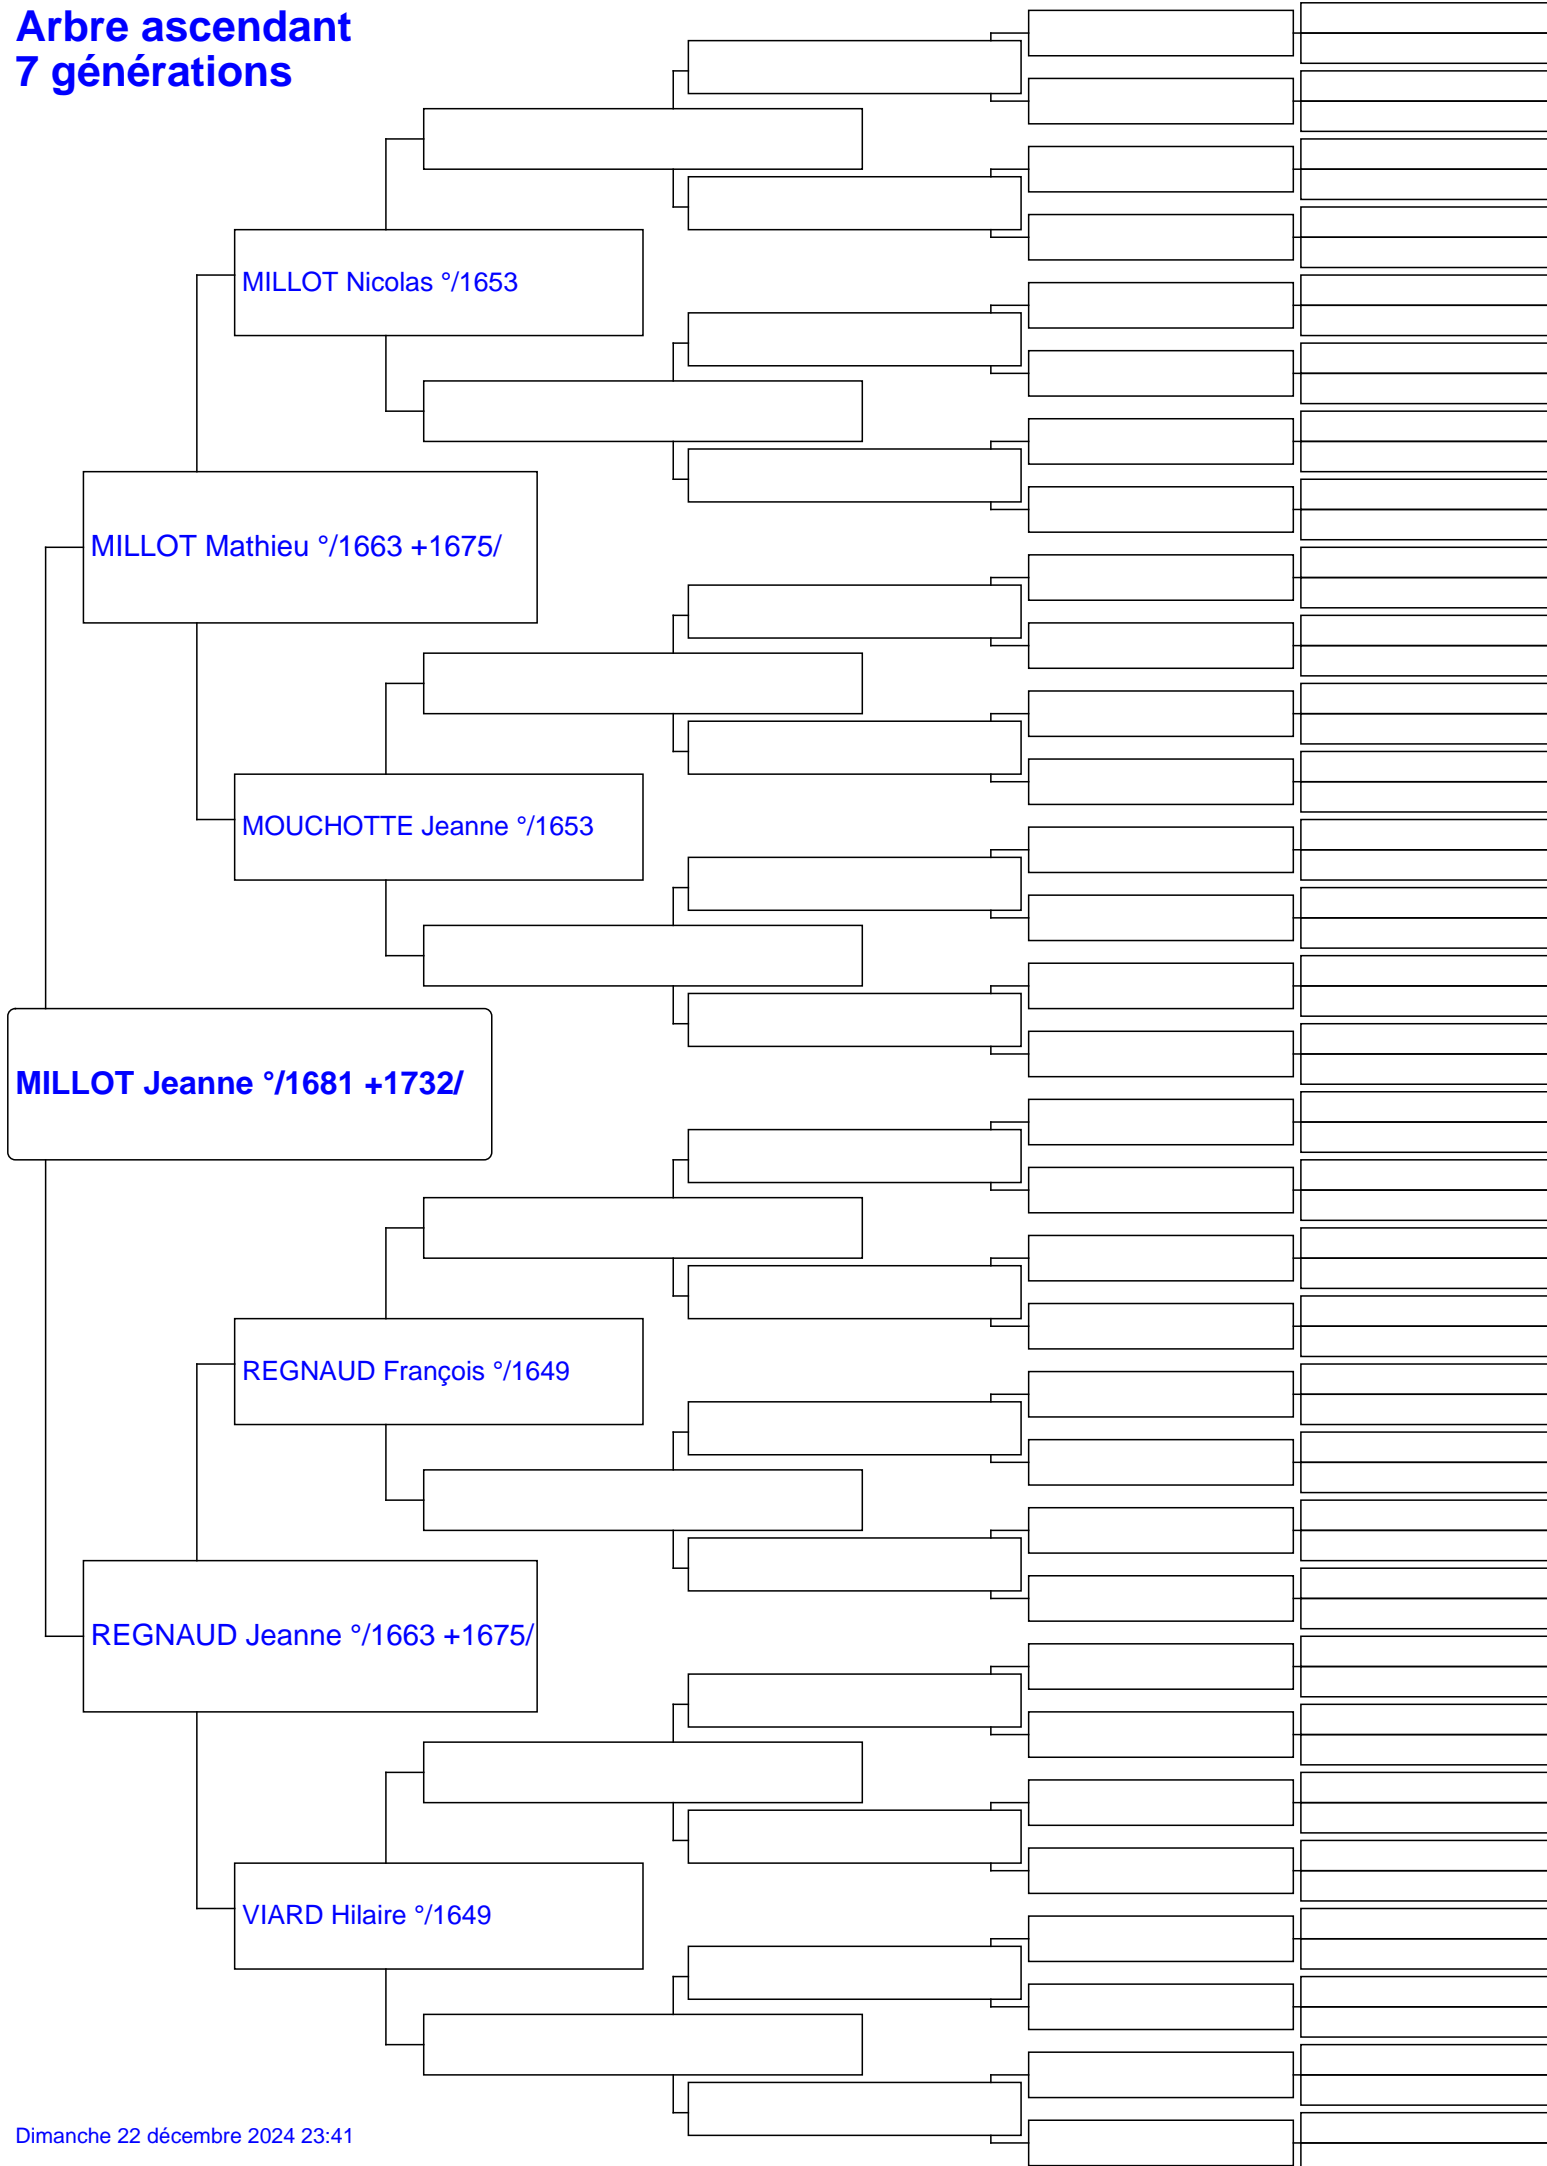 Arbre ascendant
7 générations
MILLOT Nicolas °/1653
MILLOT Mathieu °/1663 +1675/
MOUCHOTTE Jeanne °/1653
MILLOT Jeanne °/1681 +1732/
REGNAUD François °/1649
REGNAUD Jeanne °/1663 +1675/
VIARD Hilaire °/1649
Dimanche 22 décembre 2024 23:41